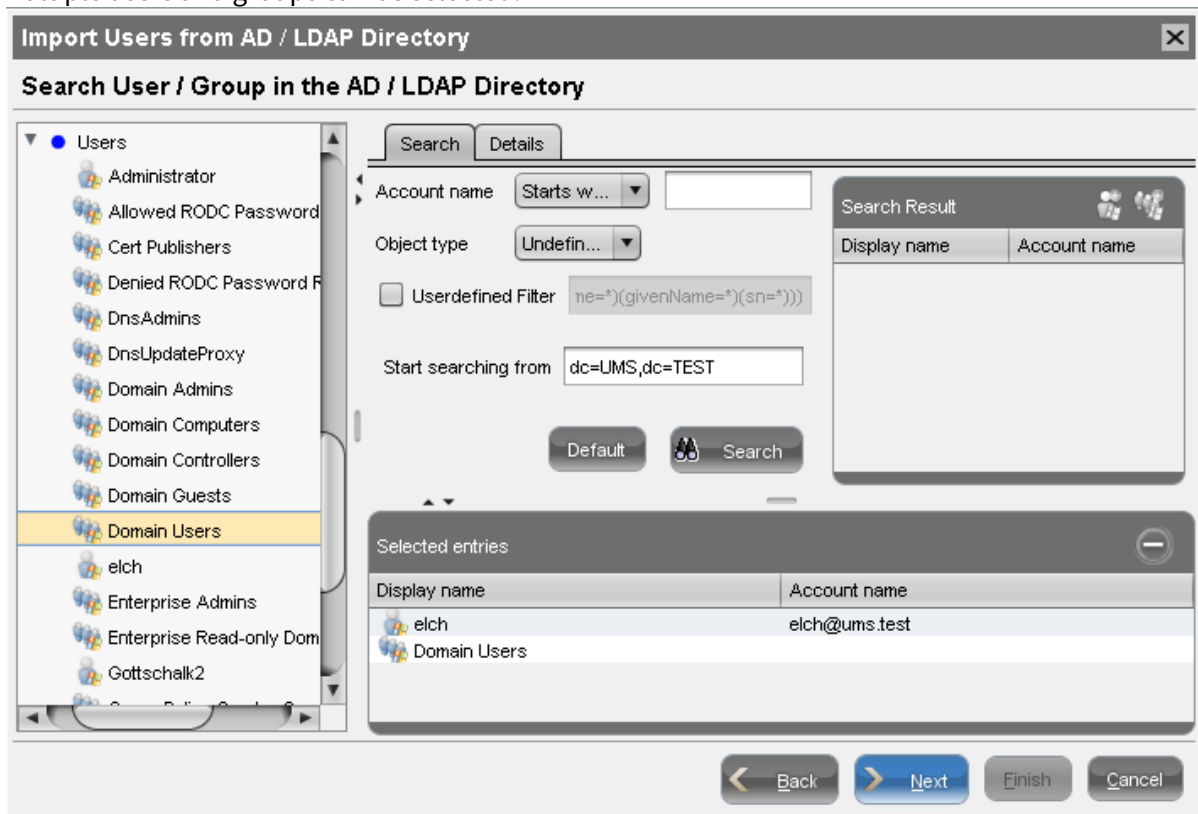 Import Users from AD / LDAP Directory
Search User / Group in the AD / LDAP Directory
Users
Administrator
Allowed RODC Password
Cert Publishers
Denied RODC Password R
DnsAdmins
DnsUpdateProxy
Domain Admins
Domain Computers
Domain Controllers
Domain Guests
Domain Users
elch
Enterprise Admins
Enterprise Read-only Dom
Gottschalk2
Search Details
Account name Starts w...
Object type Undefin...
Userdefined Filter ne=*)(givenName=*)(sn=*)))
Start searching from dc=UMS,dc=TEST
Default Search
Search Result
Display name Account name
Selected entries
Display name Account name
elch elch@ums.test
Domain Users
Back Next Finish Cancel